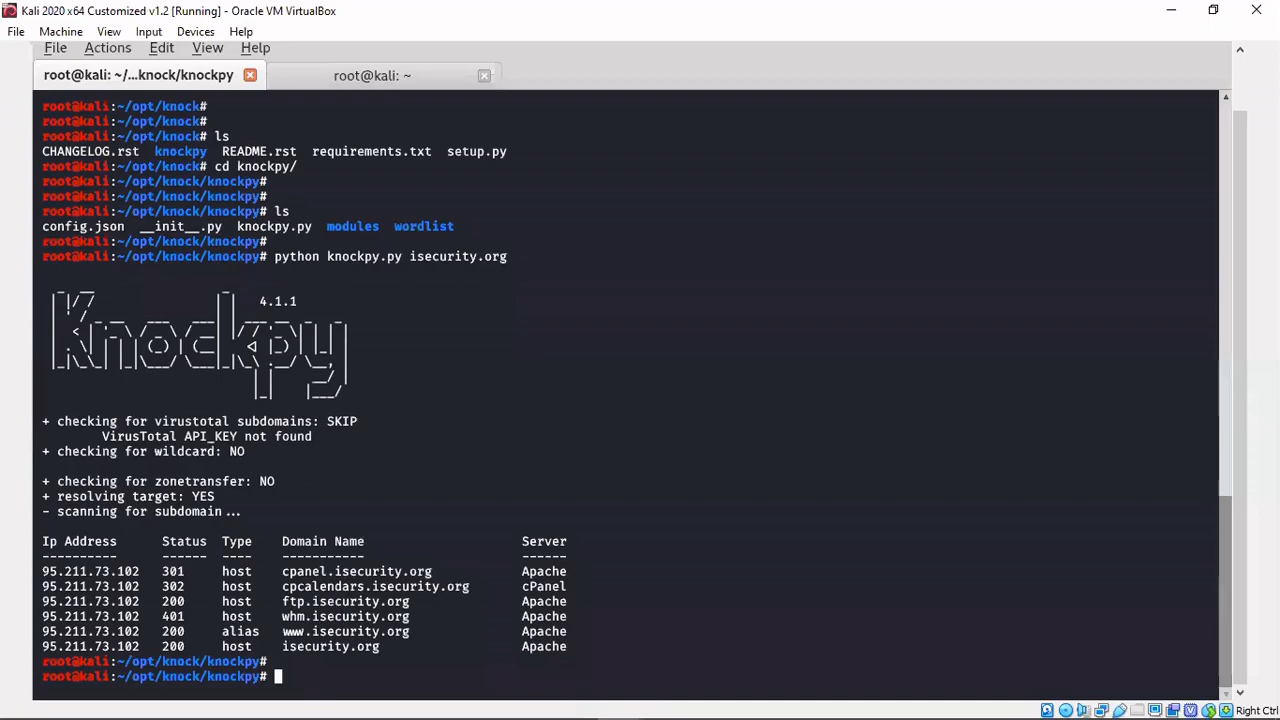 Kali 2020 x64 Customized v1.2 [Running] - Oracle VM VirtualBox
File Machine View Input Devices Help
File Actions Edit View Help
root@kali: ~/...knock/knockpy root@kali: ~
root@kali:~/opt/knock#
root@kali:~/opt/knock#
root@kali:~/opt/knock# ls
CHANGELOG.rst knockpy README.rst requirements.txt setup.py
root@kali:~/opt/knock# cd knockpy/
root@kali:~/opt/knock/knockpy#
root@kali:~/opt/knock/knockpy#
root@kali:~/opt/knock/knockpy# ls
config.json __init__.py knockpy.py modules wordlist
root@kali:~/opt/knock/knockpy#
root@kali:~/opt/knock/knockpy# python knockpy.py isecurity.org
4.1.1
Knockpy
+ checking for virustotal subdomains: SKIP
VirusTotal API_KEY not found
+ checking for wildcard: NO
+ checking for zonetransfer: NO
+ resolving target: YES
- scanning for subdomain...
Ip Address Status Type Domain Name Server
---------- ------ ---- ----------- ------
95.211.73.102 301 host cpanel.isecurity.org Apache
95.211.73.102 302 host cpcalendars.isecurity.org cPanel
95.211.73.102 200 host ftp.isecurity.org Apache
95.211.73.102 401 host whm.isecurity.org Apache
95.211.73.102 200 alias www.isecurity.org Apache
95.211.73.102 200 host isecurity.org Apache
root@kali:~/opt/knock/knockpy#
root@kali:~/opt/knock/knockpy#
Right Ctrl